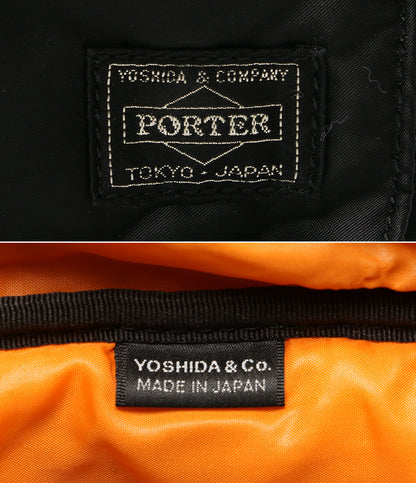 YOSHIDA & COMPANY
PORTER
TOKYO - JAPAN
YOSHIDA & Co.
MADE IN JAPAN